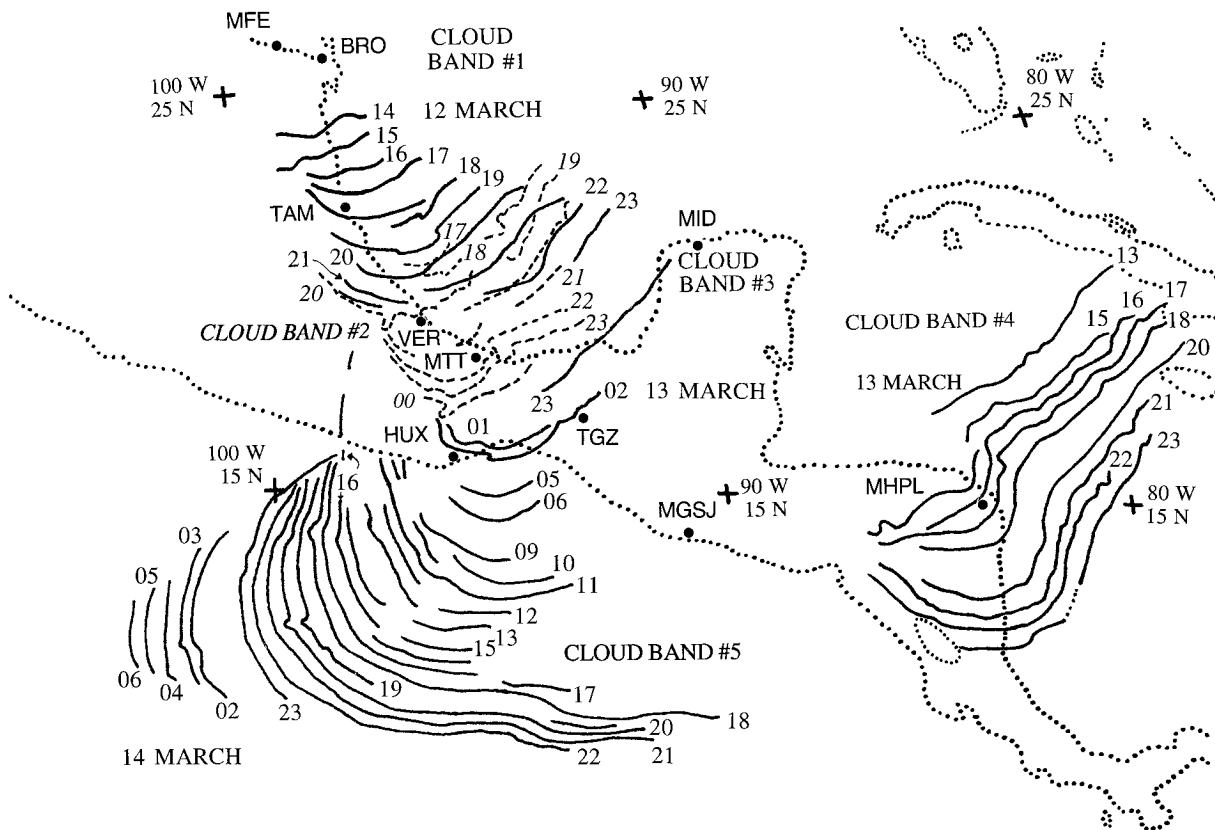 MFE
BRO
CLOUD
BAND #1
100 W
25 N
90 W
25 N
80 W
25 N
12 MARCH
14
15
16
17
18
19
19
22
23
TAM
17
18
MID
CLOUD
BAND #3
13
21
20
20
21
22
23
CLOUD BAND #2
VER
MTT
CLOUD BAND #4
15
16
17
18
20
13 MARCH
13 MARCH
00
23
02
01
HUX
TGZ
21
22
23
100 W
15 N
16
90 W
15 N
80 W
15 N
MHPL
MGSJ
05
06
03
05
09
10
11
12
13
15
CLOUD BAND #5
06
04
02
23
19
17
18
20
21
22
14 MARCH